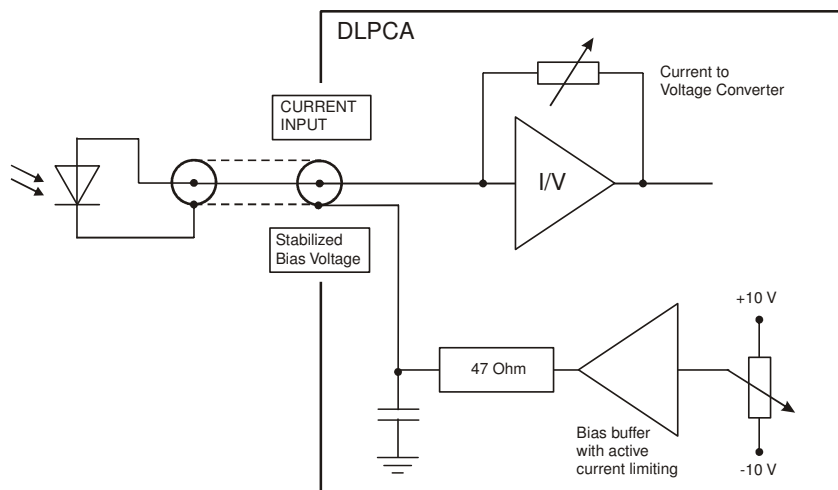 DLPCA
CURRENT
INPUT
Current to
Voltage Converter
I/V
Stabilized
Bias Voltage
+10 V
47 Ohm
Bias buffer
with active
current limiting
-10 V